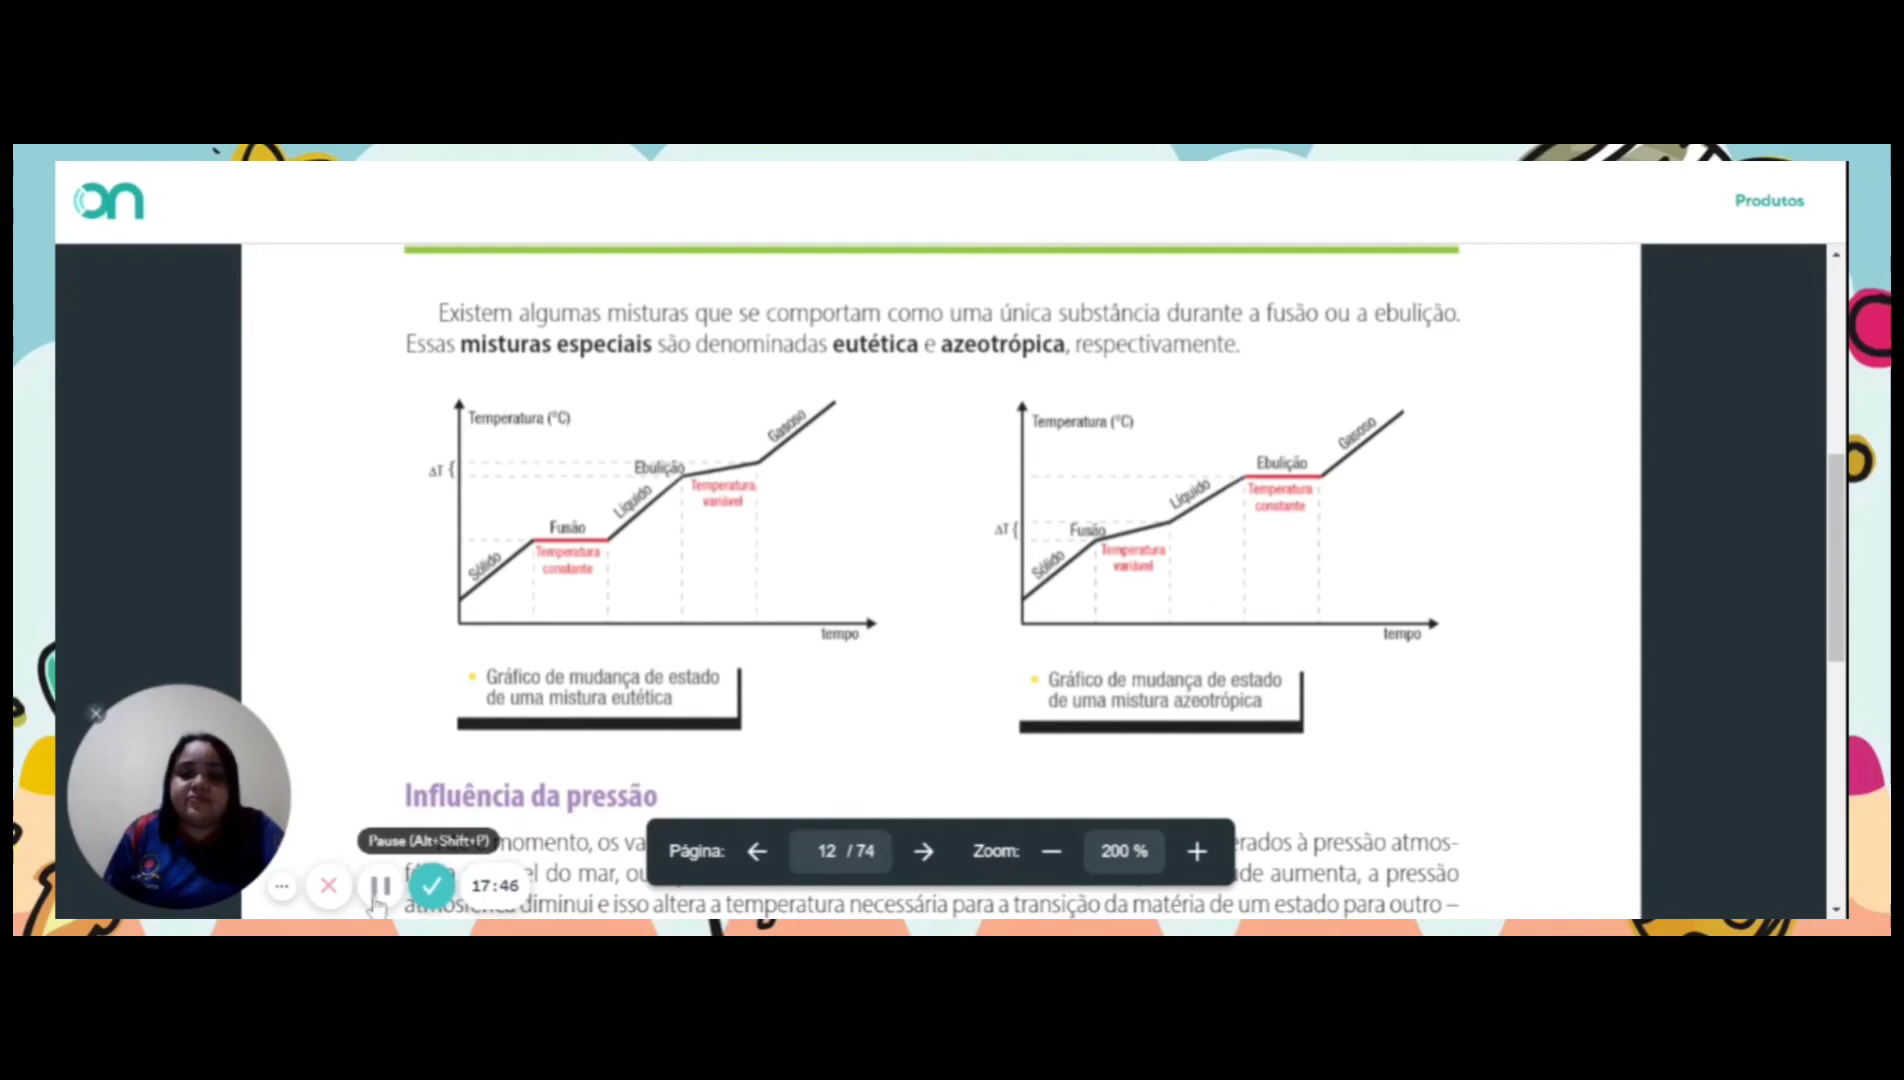 on
Produtos
Existem algumas misturas que se comportam como uma única substância durante a fusão ou a ebulição.
Essas misturas especiais são denominadas eutética e azeotrópica, respectivamente.
Temperatura (°C)
ΔT {
Ebulição
Gasoso
Líquido
Temperatura
variável
Fusão
Sólido
Temperatura
constante
tempo
Gráfico de mudança de estado
de uma mistura eutética
Temperatura (°C)
ΔT {
Ebulição
Gasoso
Líquido
Temperatura
constante
Fusão
Sólido
Temperatura
variável
tempo
Gráfico de mudança de estado
de uma mistura azeotrópica
Influência da pressão
Pause (Alt+Shift+P)
momento, os
à pressão atmos-
do mar,
aumenta, a pressão
diminui e isso altera a temperatura necessária para a transição da matéria de um estado para outro –
Página: 12 / 74 Zoom: 200 %
17:46